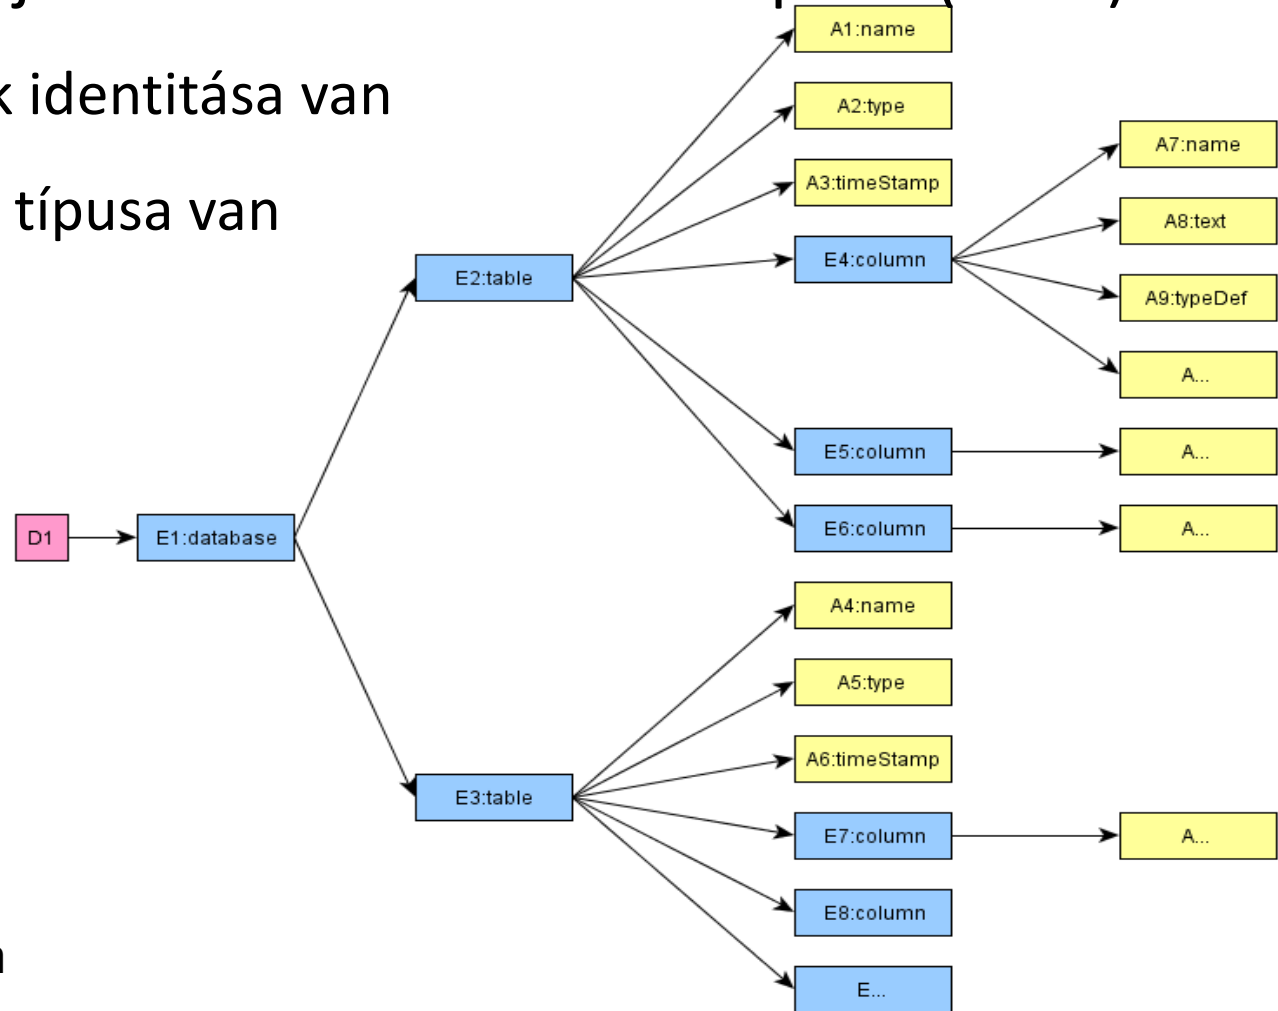 k identitása van
típusa van
A1:name
A2:type
A3:timeStamp
E4:column
A7:name
A8:text
A9:typeDef
A...
E2:table
E5:column
A...
E6:column
A...
D1
E1:database
A4:name
A5:type
A6:timeStamp
E3:table
E7:column
A...
E8:column
E...